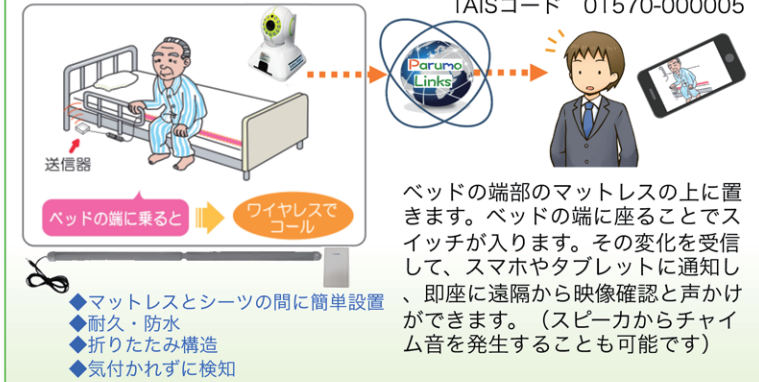 TAISコード 01570-000005
Parumo
Links
送信器
ベッドの端に乗ると
ワイヤレスで
コール
ベッドの端部のマットレスの上に置
きます。ベッドの端に座ることでス
イッチが入ります。その変化を受信
して、スマホやタブレットに通知し
、即座に遠隔から映像確認と声かけ
ができます。（スピーカからチャイ
ム音を発生することも可能です）
◆マットレスとシーツの間に簡単設置
◆耐久・防水
◆折りたたみ構造
◆気付かれずに検知